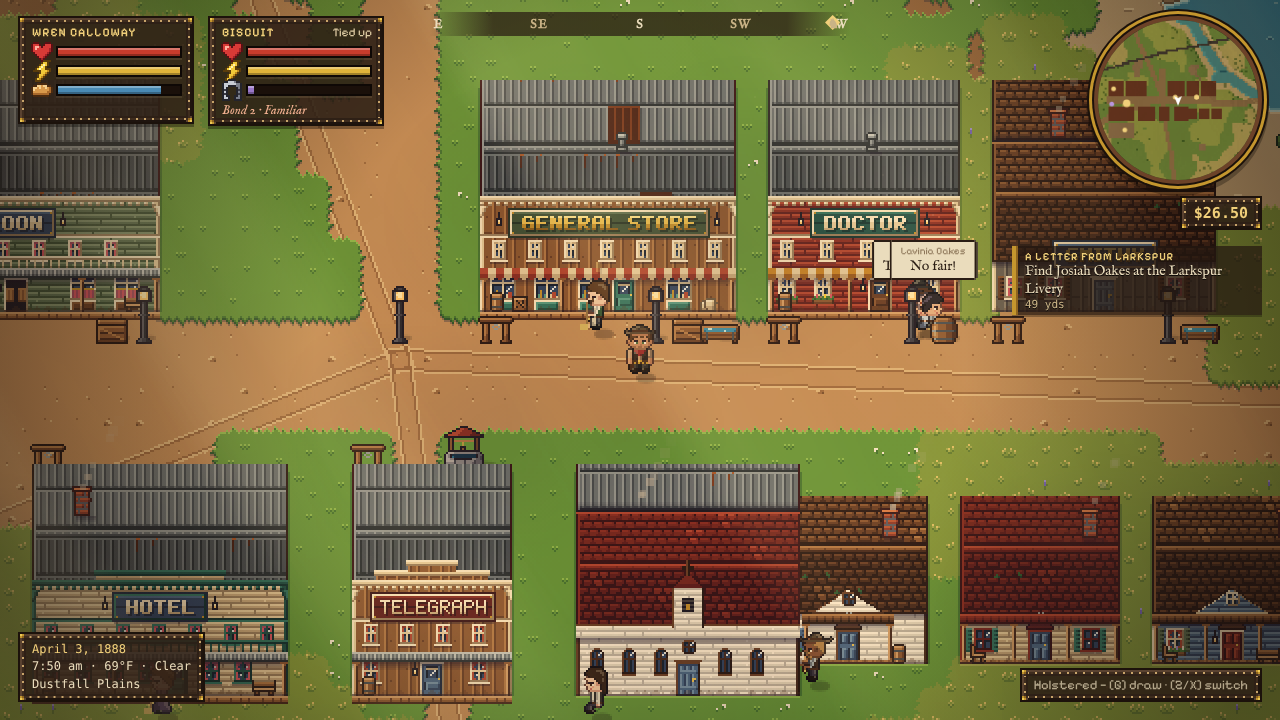 WREN CALLOWAY
BISCUIT
Tied up
Bond 2 · Familiar
E
SE
S
SW
W
$26.50
A LETTER FROM LARKSPUR
Find Josiah Oakes at the Larkspur
Livery
49 yds
OON
GENERAL STORE
DOCTOR
T
Lavinia Oakes
No fair!
HOTEL
TELEGRAPH
April 3, 1888
7:50 am · 69°F · Clear
Dustfall Plains
Holstered - (G) draw · (2/X) switch